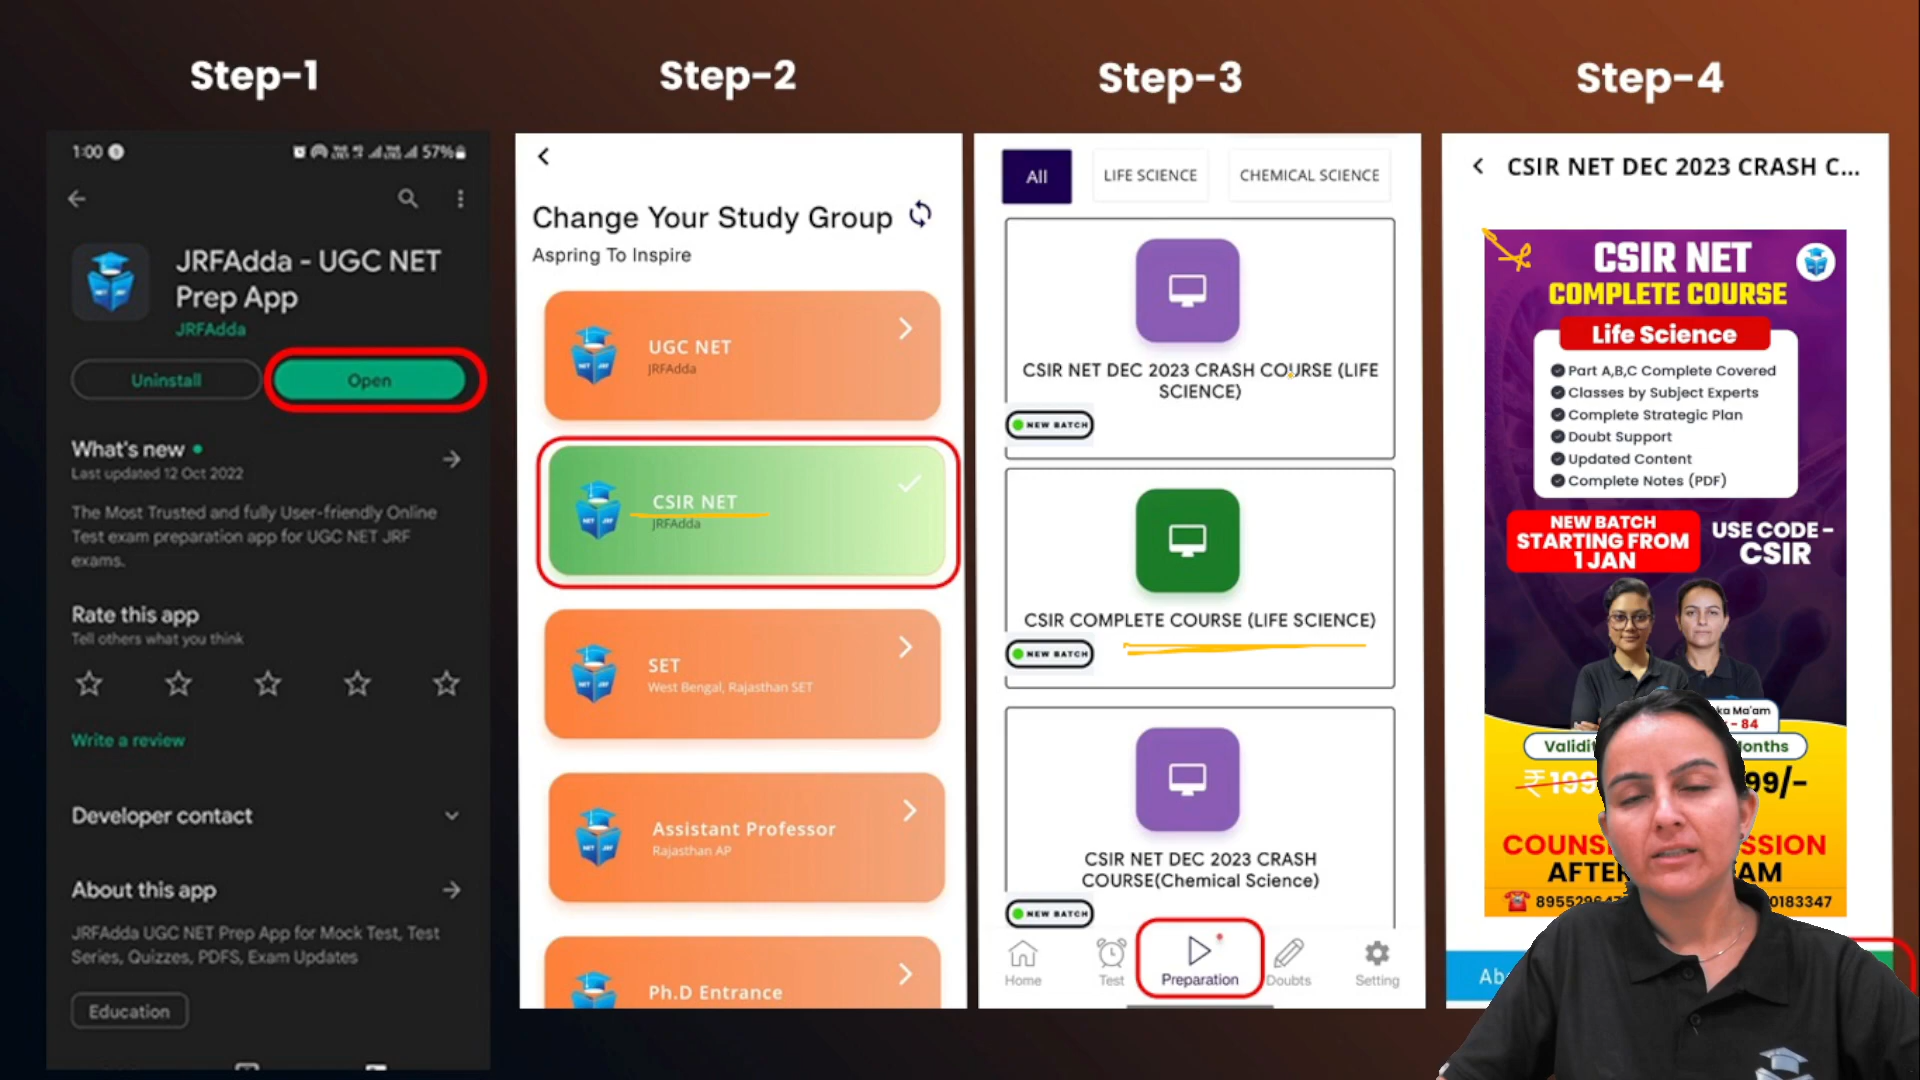 Step-1
1:00
57%
JRFAdda - UGC NET
Prep App
JRFAdda
Uninstall
Open
What's new
Last updated 12 Oct 2022
The Most Trusted and fully User-friendly Online
Test exam preparation app for UGC NET JRF
exams.
Rate this app
Tell others what you think
Write a review
Developer contact
About this app
JRFAdda UGC NET Prep App for Mock Test, Test
Series, Quizzes, PDFS, Exam Updates
Education
Step-2
Change Your Study Group
Aspring To Inspire
UGC NET
JRFAdda
CSIR NET
JRFAdda
SET
West Bengal, Rajasthan SET
Assistant Professor
Rajasthan AP
Ph.D Entrance
Step-3
All
LIFE SCIENCE
CHEMICAL SCIENCE
CSIR NET DEC 2023 CRASH COURSE (LIFE
SCIENCE)
NEW BATCH
CSIR COMPLETE COURSE (LIFE SCIENCE)
NEW BATCH
CSIR NET DEC 2023 CRASH
COURSE(Chemical Science)
NEW BATCH
Home
Test
Preparation
Doubts
Setting
Step-4
CSIR NET DEC 2023 CRASH C...
CSIR NET
COMPLETE COURSE
Life Science
Part A,B,C Complete Covered
Classes by Subject Experts
Complete Strategic Plan
Doubt Support
Updated Content
Complete Notes (PDF)
NEW BATCH
STARTING FROM
1 JAN
USE CODE -
CSIR
Ma'am
- 84
99/-
AFTER